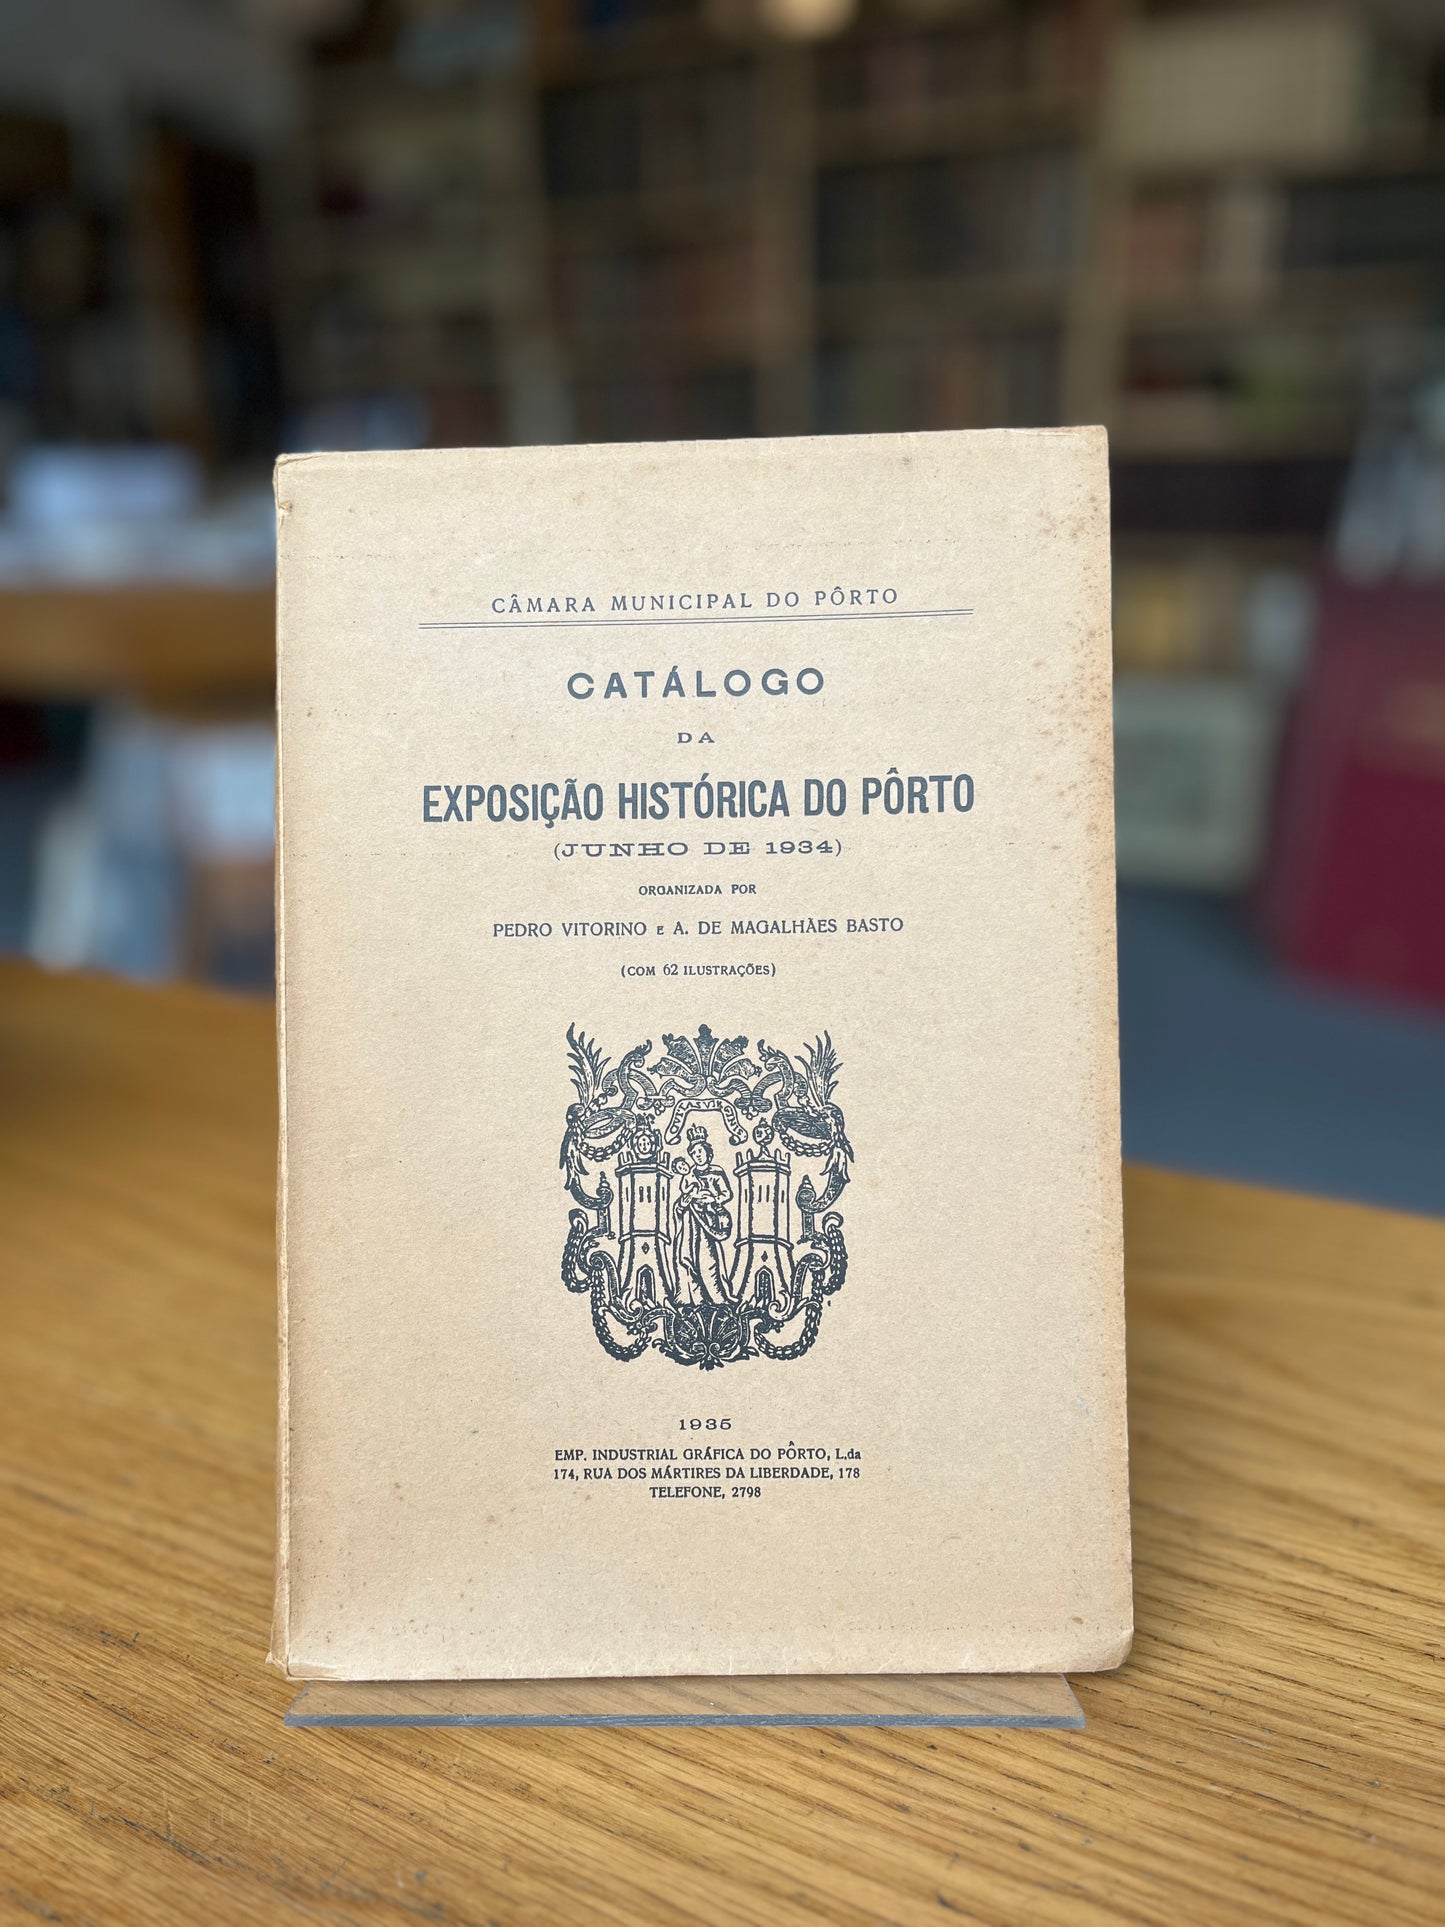 CÂMARA MUNICIPAL DO PÔRTO
CATÁLOGO
DA
EXPOSIÇÃO HISTÓRICA DO PÔRTO
(JUNHO DE 1934)
ORGANIZADA POR
PEDRO VITORINO E A. DE MAGALHÃES BASTO
(COM 62 ILUSTRAÇÕES)
1935
EMP. INDUSTRIAL GRÁFICA DO PÔRTO, L.da
174, RUA DOS MÁRTIRES DA LIBERDADE, 178
TELEFONE, 2798